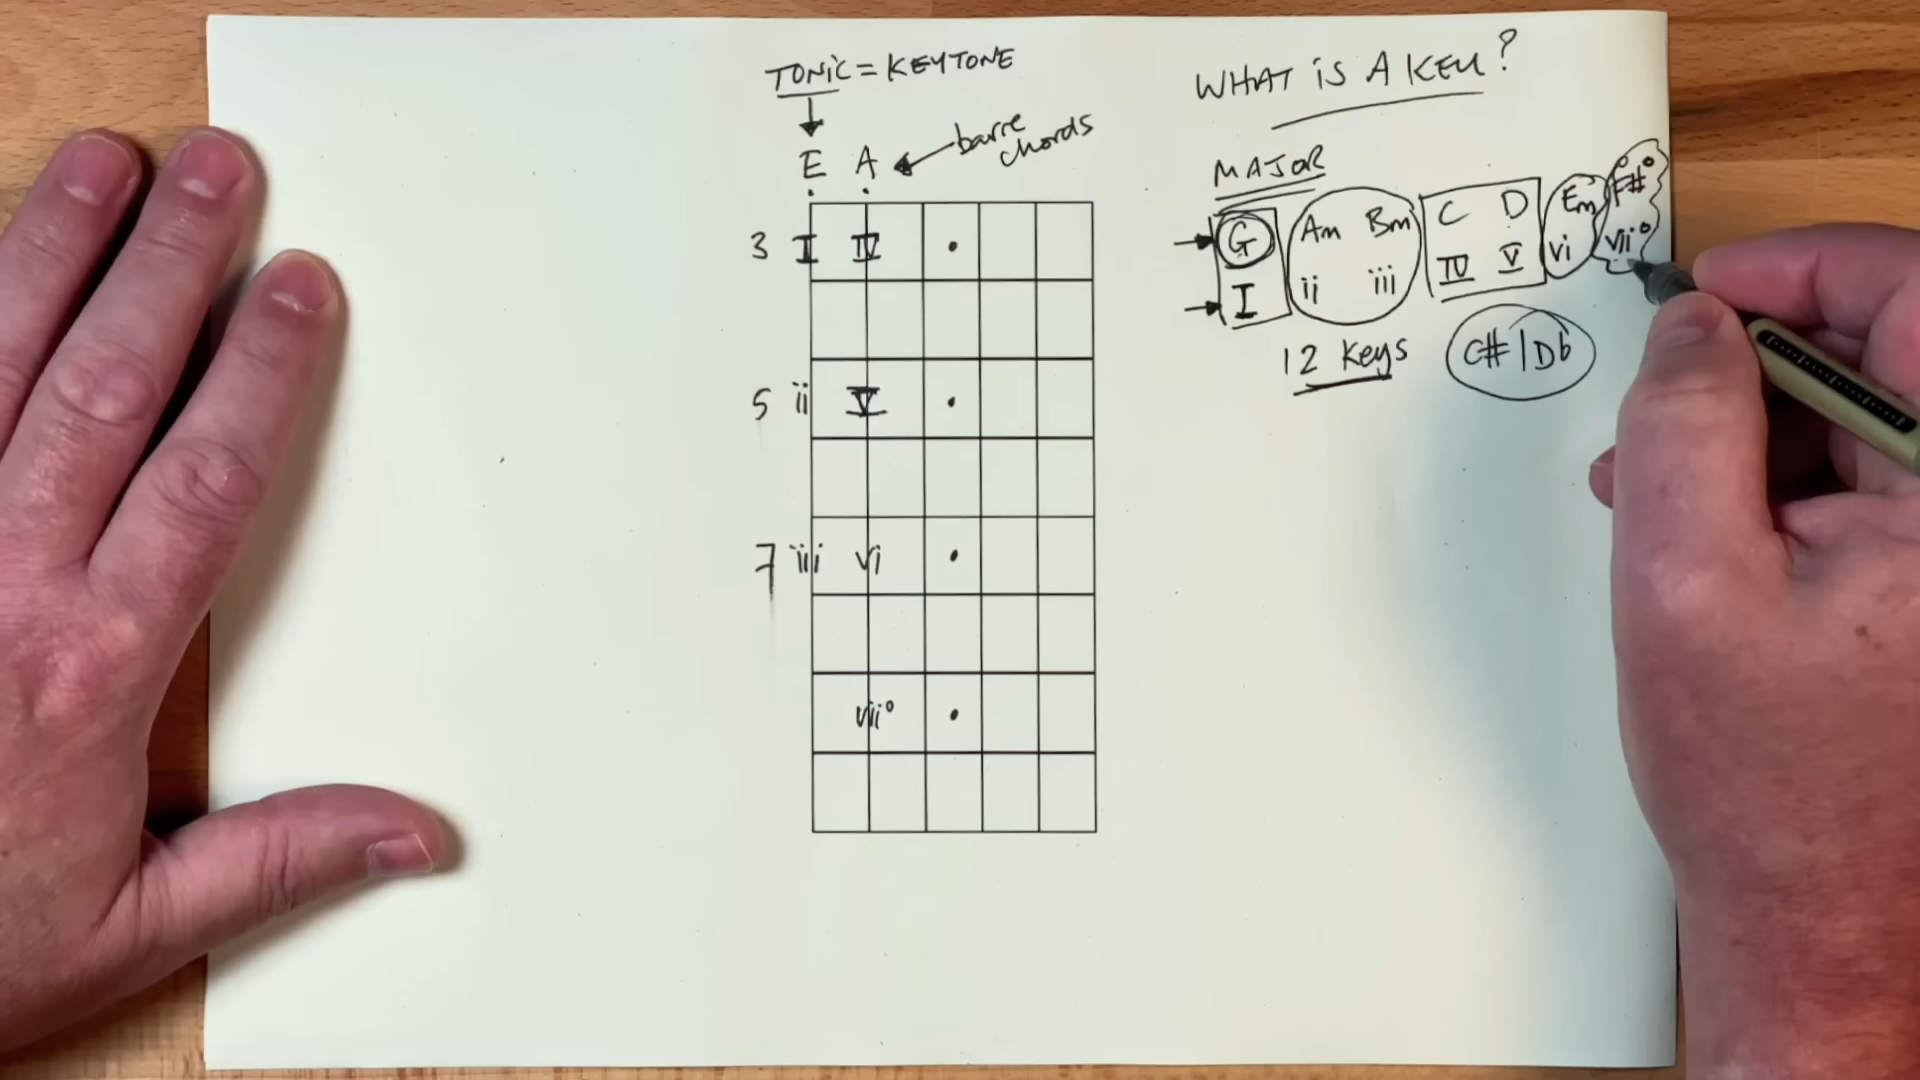 TONIC = KEYTONE
E A
barre
chords
3 I IV
5 ii V
7 iii vi
vii°
WHAT IS A KEY?
MAJOR
G Am Bm C D Em F#°
I ii iii IV V vi vii°
12 Keys C# | Db